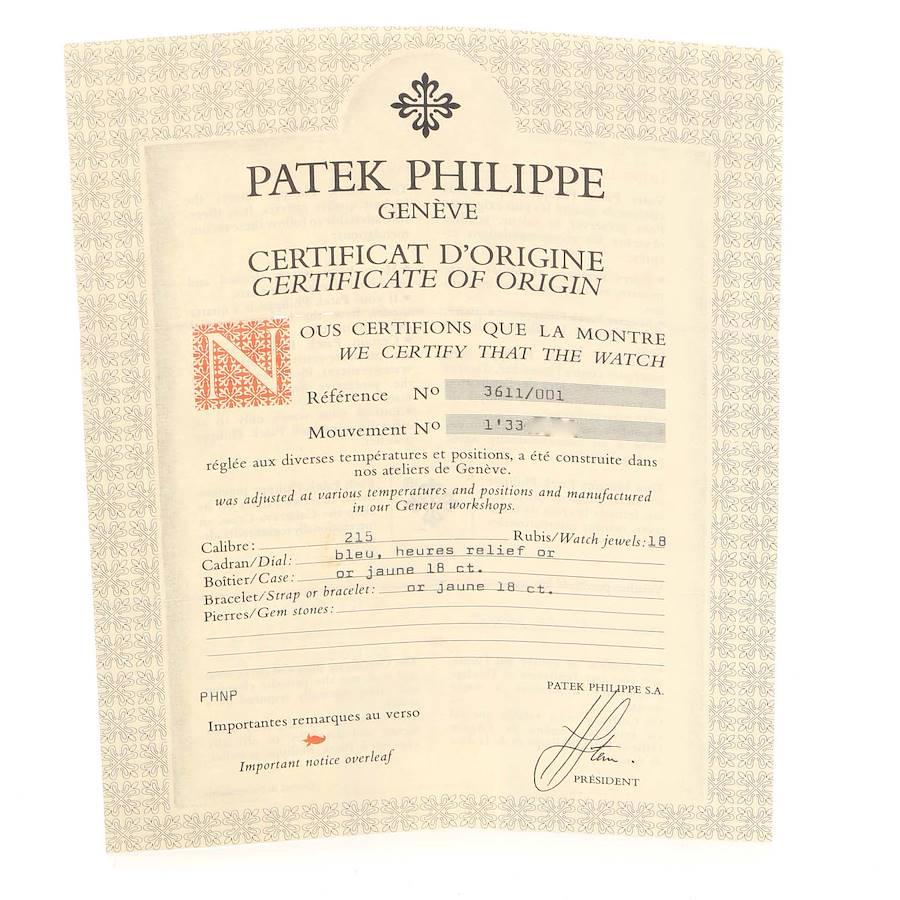 PATEK PHILIPPE
GENÈVE
CERTIFICAT D'ORIGINE
CERTIFICATE OF ORIGIN
NOUS CERTIFIONS QUE LA MONTRE
WE CERTIFY THAT THE WATCH
Référence No 3611/001
Mouvement No 1'33
réglée aux diverses températures et positions, a été construite dans
nos ateliers de Genève.
was adjusted at various temperatures and positions and manufactured
in our Geneva workshops.
Calibre: 215 Rubis/Watch jewels: 18
Cadran/Dial: bleu, heures relief or
Boîtier/Case: or jaune 18 ct.
Bracelet/Strap or bracelet: or jaune 18 ct.
Pierres/Gem stones:
PHNP
PATEK PHILIPPE S.A.
Importantes remarques au verso
Stern
Important notice overleaf
PRÉSIDENT